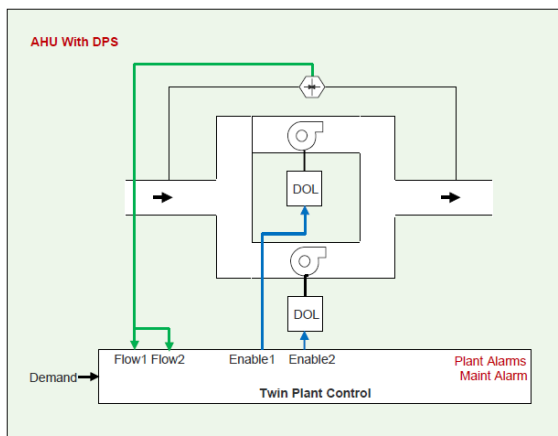 AHU With DPS
DOL
DOL
Flow1 Flow2 Enable1 Enable2 Plant Alarms
Maint Alarm
Demand
Twin Plant Control